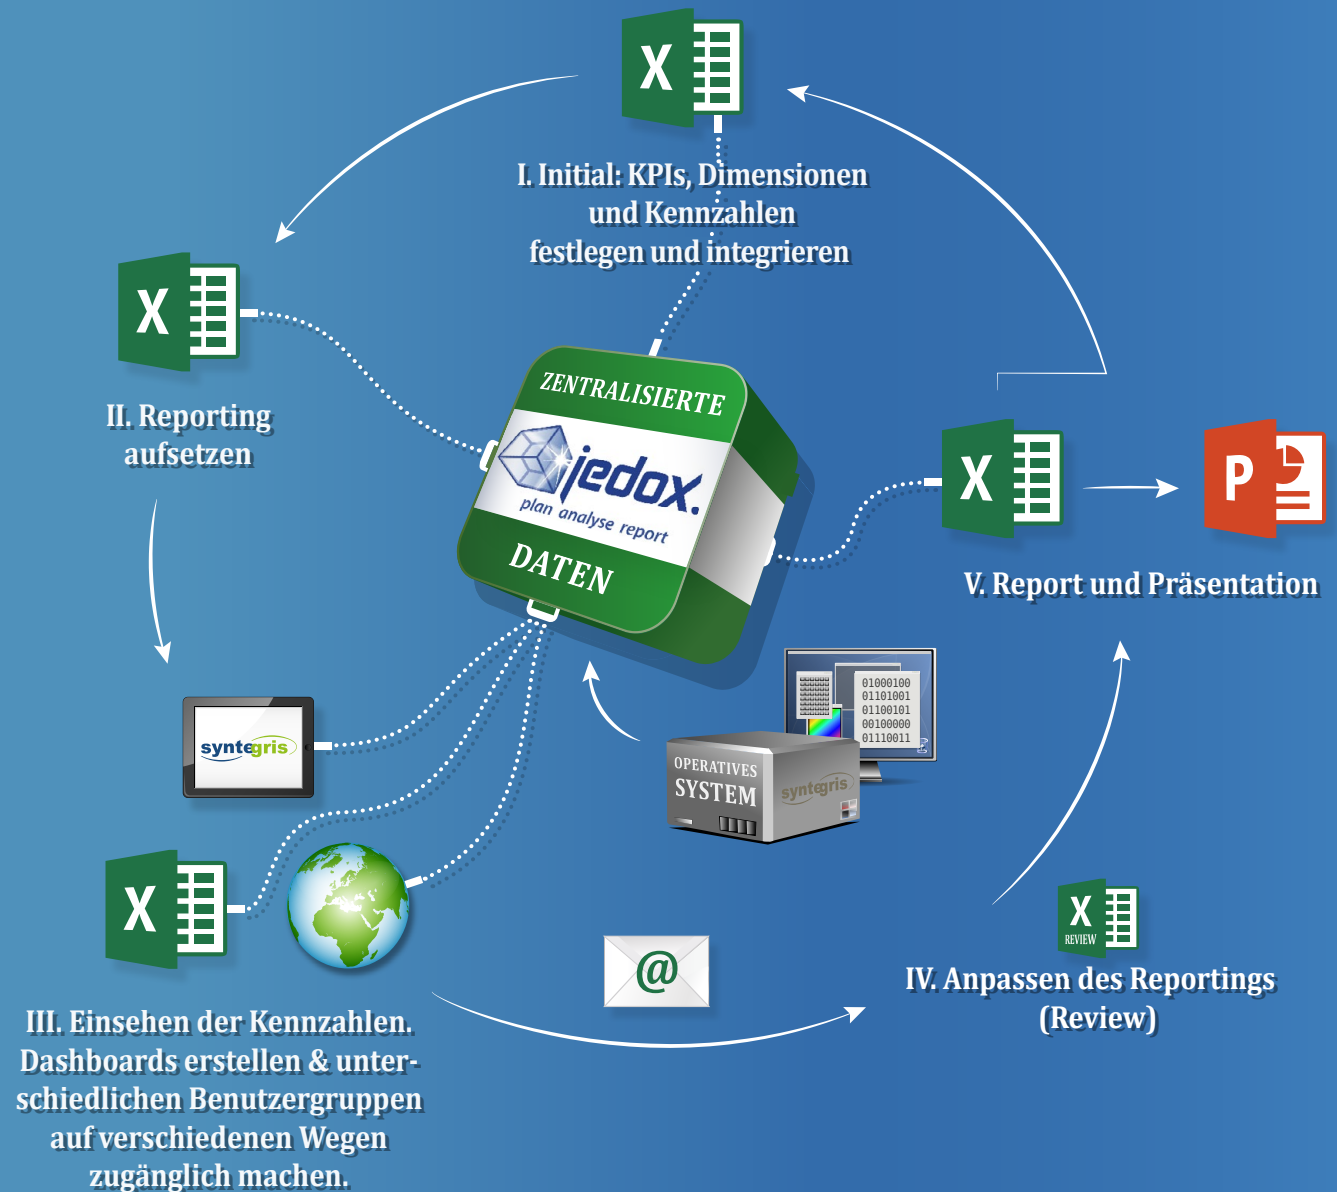 X
I. Initial: KPIs, Dimensionen
und Kennzahlen
festlegen und integrieren
X
II. Reporting
aufsetzen
ZENTRALISIERTE
jedox.
plan analyse report
DATEN
X
P
V. Report und Präsentation
syntegris
01000100
01101001
01100101
00100000
01110011
OPERATIVES
SYSTEM
syntegris
X
@
X
REVIEW
IV. Anpassen des Reportings
(Review)
III. Einsehen der Kennzahlen.
Dashboards erstellen & unter-
schiedlichen Benutzergruppen
auf verschiedenen Wegen
zugänglich machen.